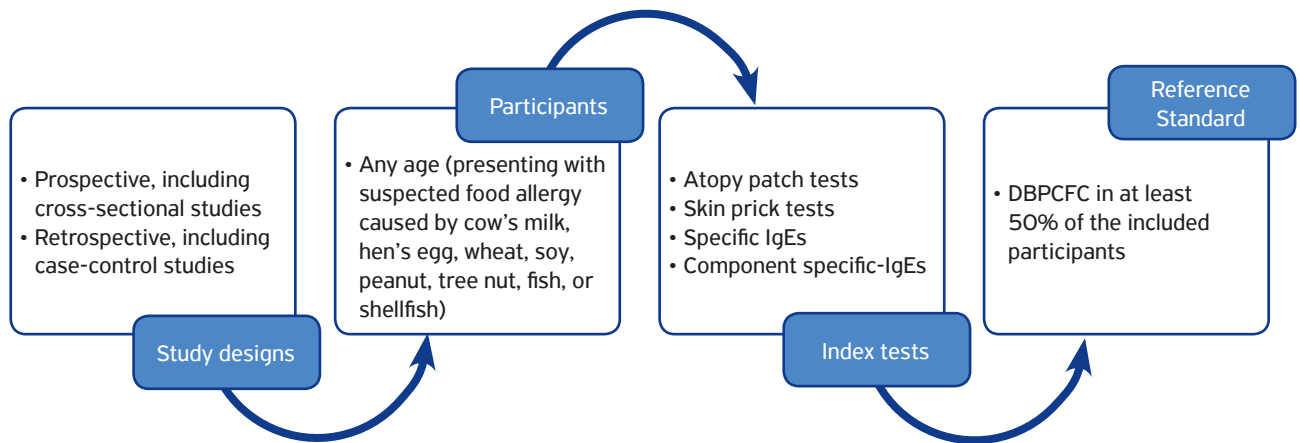 Study designs
• Prospective, including
cross-sectional studies
• Retrospective, including
case-control studies
Participants
• Any age (presenting with
suspected food allergy
caused by cow's milk,
hen's egg, wheat, soy,
peanut, tree nut, fish, or
shellfish)
Index tests
• Atopy patch tests
• Skin prick tests
• Specific IgEs
• Component specific-IgEs
Reference
Standard
• DBPCFC in at least
50% of the included
participants